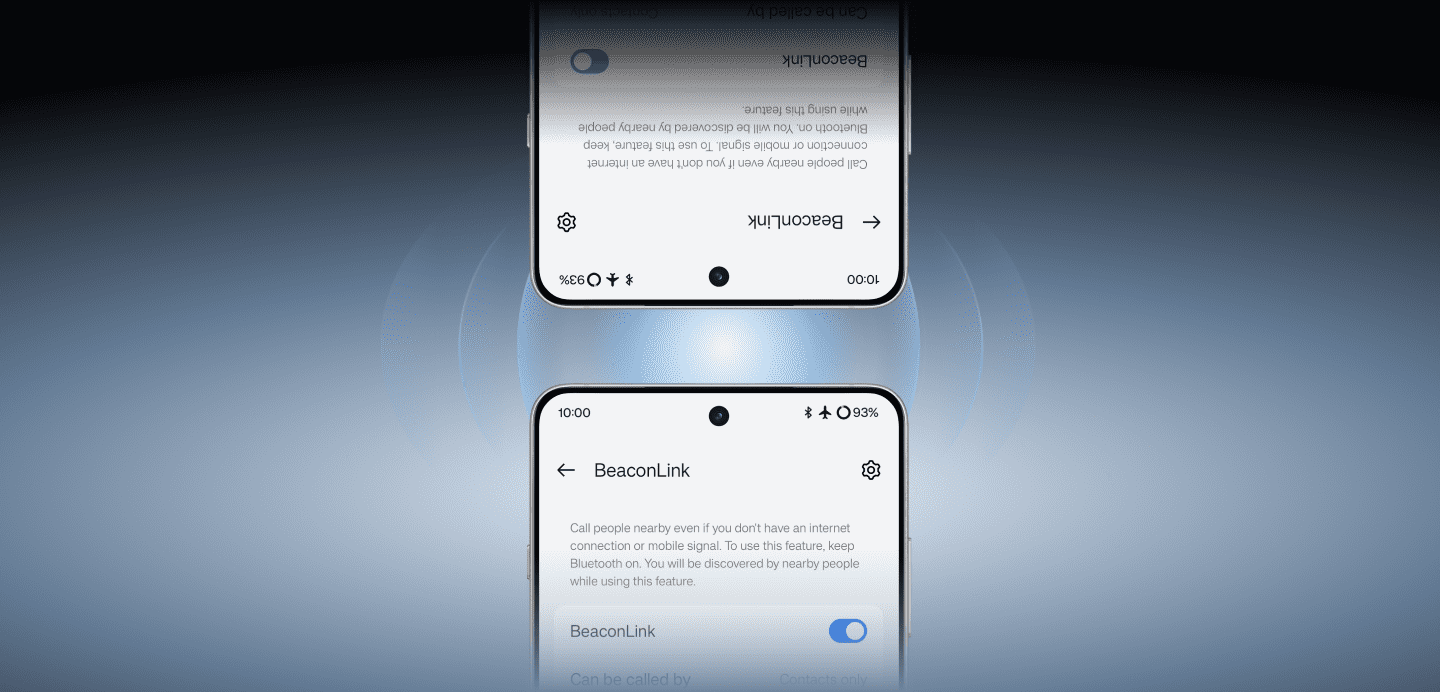 Can be called by Contacts only
BeaconLink
Call people nearby even if you don't have an internet
connection or mobile signal. To use this feature, keep
Bluetooth on. You will be discovered by nearby people
while using this feature.
BeaconLink
10:00 93%
10:00 93%
BeaconLink
Call people nearby even if you don't have an internet
connection or mobile signal. To use this feature, keep
Bluetooth on. You will be discovered by nearby people
while using this feature.
BeaconLink
Can be called by Contacts only